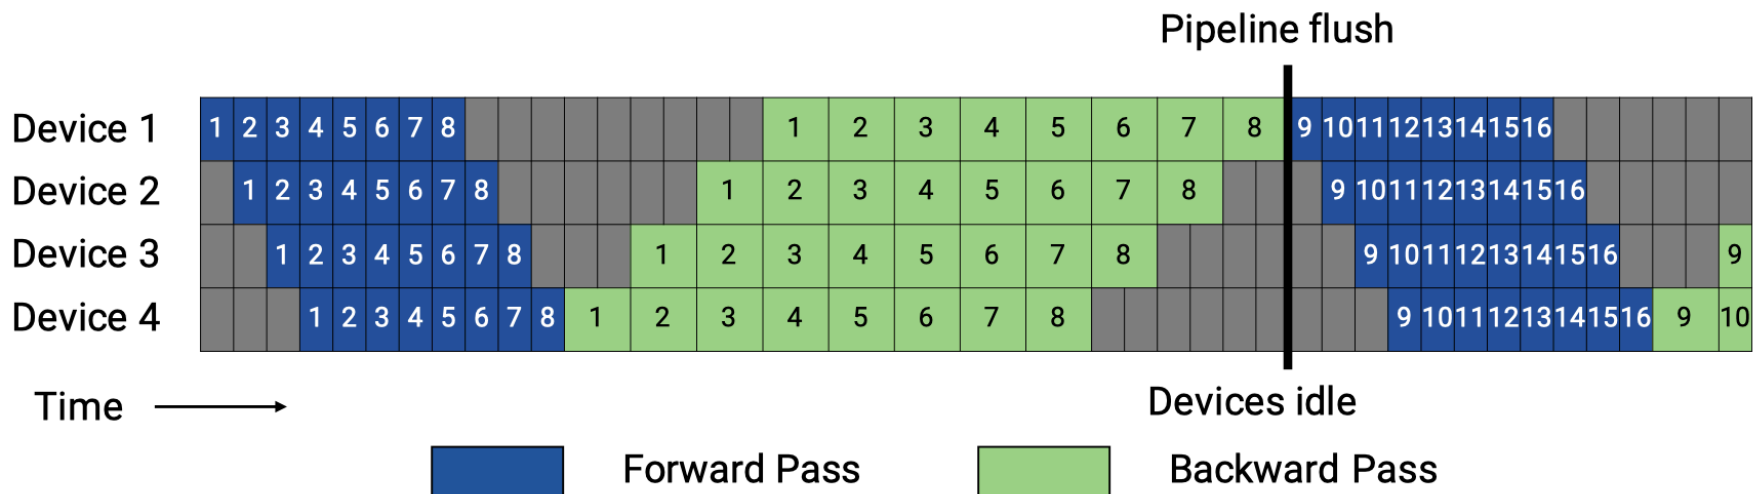 Pipeline flush
Device 1 1 2 3 4 5 6 7 8 1 2 3 4 5 6 7 8 9 10 11 12 13 14 15 16
Device 2 1 2 3 4 5 6 7 8 1 2 3 4 5 6 7 8 9 10 11 12 13 14 15 16
Device 3 1 2 3 4 5 6 7 8 1 2 3 4 5 6 7 8 9 10 11 12 13 14 15 16 9
Device 4 1 2 3 4 5 6 7 8 1 2 3 4 5 6 7 8 9 10 11 12 13 14 15 16 9 10
Time Devices idle
Forward Pass Backward Pass